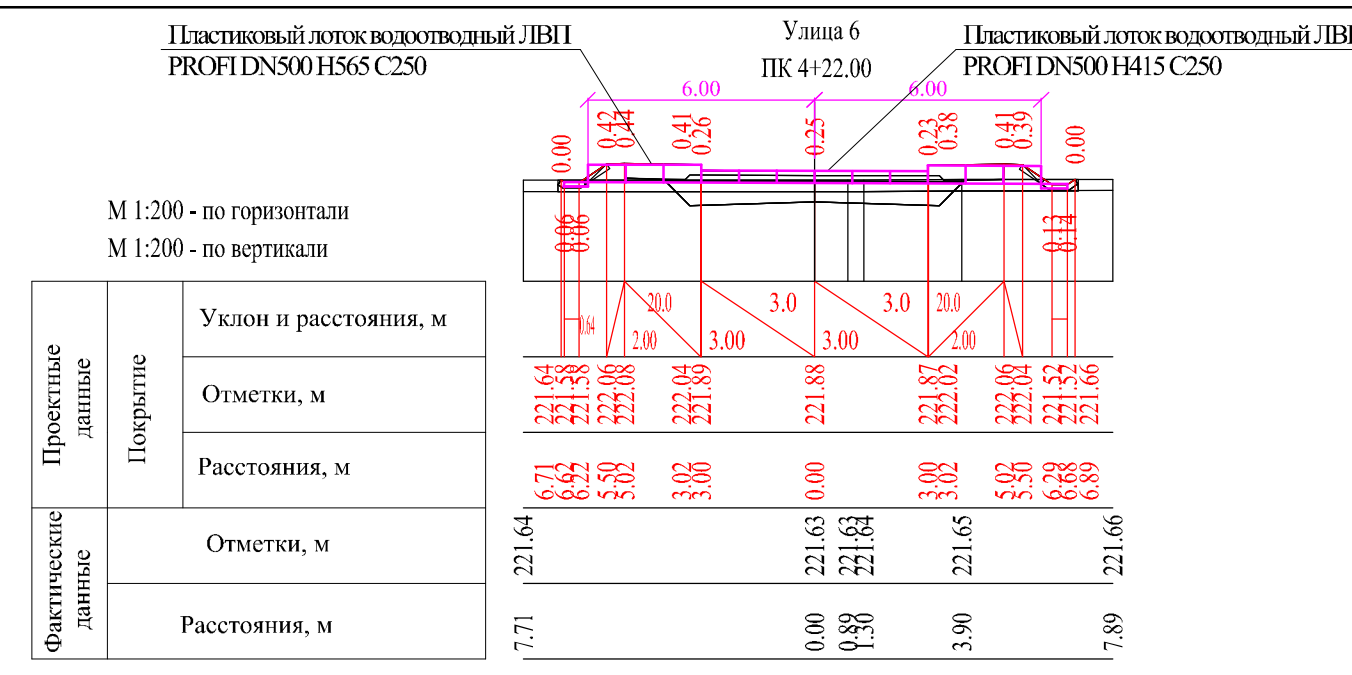 Пластиковый лоток водоотводный ЛВП
PROFI DN500 H565 C250
Улица 6
ПК 4+22.00
Пластиковый лоток водоотводный ЛВП
PROFI DN500 H415 C250
6.00 6.00
0.00 0.42 0.44 0.41 0.26 0.25 0.23 0.38 0.41 0.39 0.00
0.06 0.06 0.13 0.14
М 1:200 - по горизонтали
М 1:200 - по вертикали
Проектные данные
Покрытие
Уклон и расстояния, м
20.0 3.0 3.0 20.0
0.64 2.00 3.00 3.00 2.00
Отметки, м
221.64 221.58 221.58 222.06 222.08 222.04 221.89 221.88 221.87 222.02 222.06 222.04 221.52 221.52 221.66
Расстояния, м
6.71 6.62 6.22 5.50 5.02 3.02 3.00 0.00 3.00 3.02 5.02 5.50 6.29 6.68 6.89
Фактические данные
Отметки, м
221.64 221.63 221.63 221.64 221.65 221.66
Расстояния, м
7.71 0.00 0.89 1.30 3.90 7.89